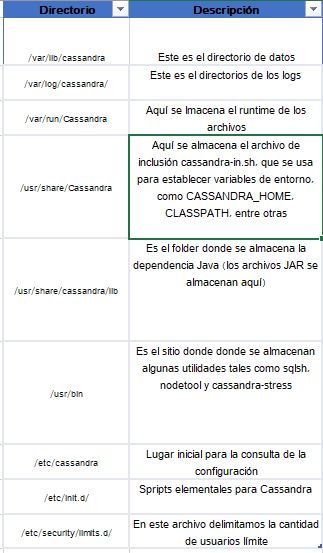 Directorio Descripción
/var/lib/cassandra Este es el directorio de datos
/var/log/cassandra/ Este es el directorios de los logs
/var/run/Cassandra Aquí se lmacena el runtime de los
archivos
/usr/share/Cassandra Aquí se almacena el archivo de
inclusión cassandra-in.sh, que se usa
para establecer variables de entorno,
como CASSANDRA_HOME,
CLASSPATH, entre otras
/usr/share/cassandra/lib Es el folder donde se almacena la
dependencia Java (los archivos JAR se
almacenan aquí)
/usr/bin Es el sitio donde donde se almacenan
algunas utilidades tales como sqlsh,
nodetool y cassandra-stress
/etc/cassandra Lugar inicial para la consulta de la
configuración
/etc/init.d/ Spripts elementales para Cassandra
/etc/security/limits.d/ En este archivo delimitamos la cantidad
de usuarios límite